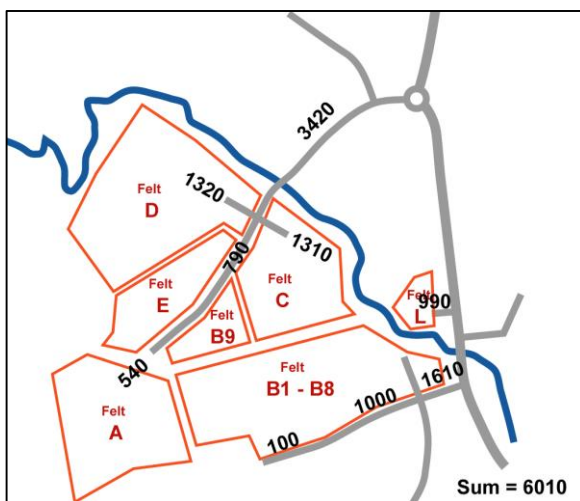 3420
Felt
D
1320
1310
790
Felt
E
Felt
C
Felt
L
990
Felt
B9
540
Felt
B1 - B8
1610
1000
100
Felt
A
Sum = 6010